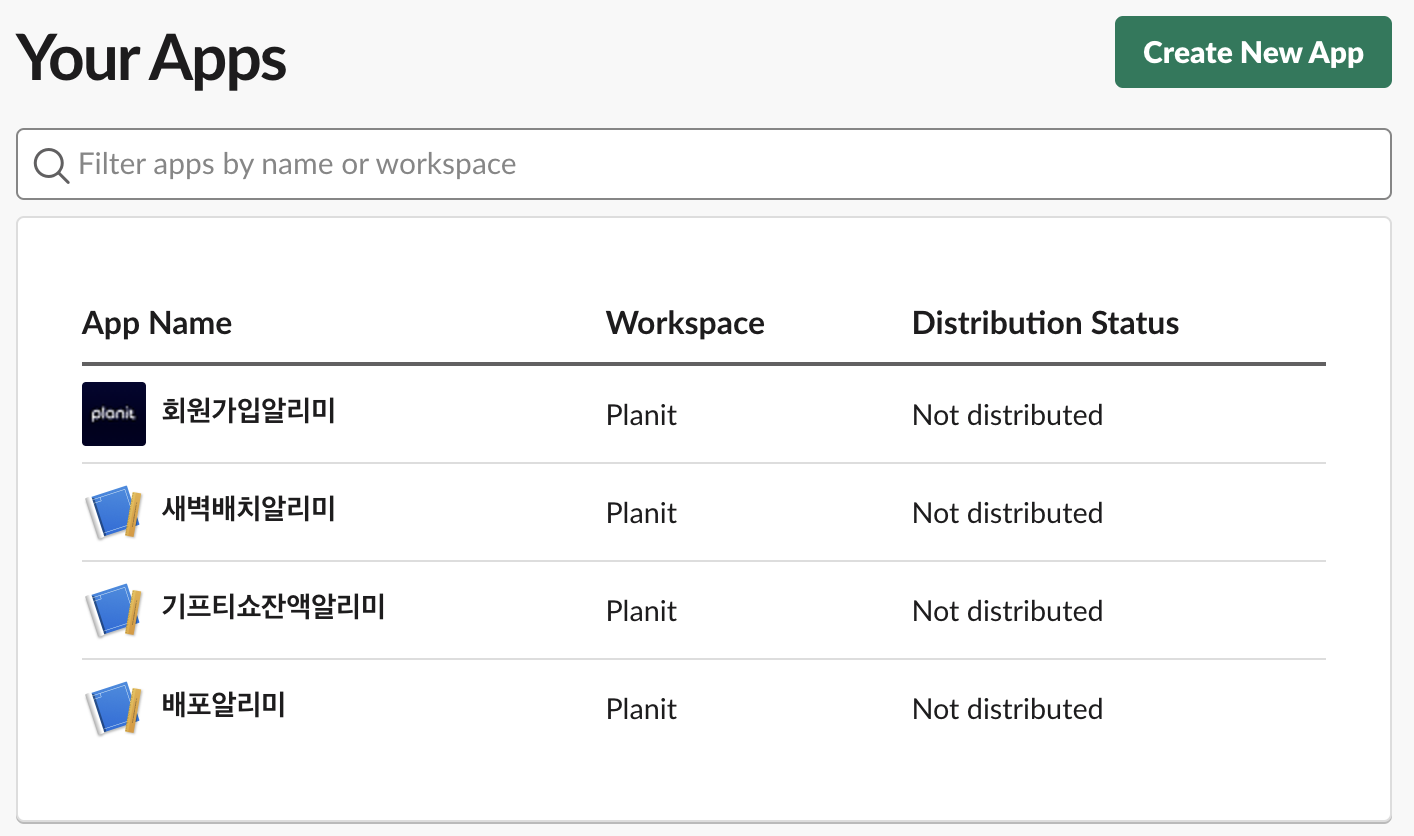 Your Apps
Create New App
Filter apps by name or workspace
App Name Workspace Distribution Status
planit 회원가입알리미 Planit Not distributed
새벽배치알리미 Planit Not distributed
기프티쇼잔액알리미 Planit Not distributed
배포알리미 Planit Not distributed